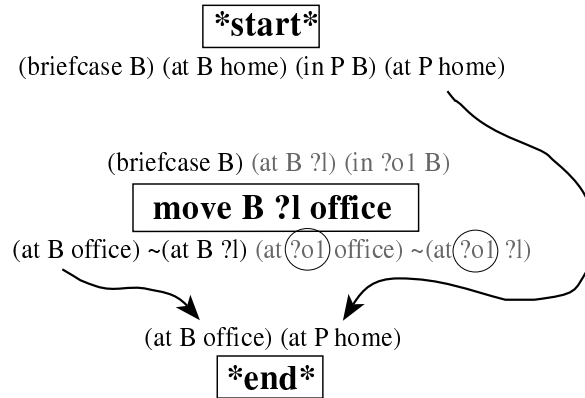 *start*
(briefcase B) (at B home) (in P B) (at P home)
(briefcase B) (at B ?l) (in ?o1 B)
move B ?l office
(at B office) ~(at B ?l) (at ?o1 office) ~(at ?o1 ?l)
(at B office) (at P home)
*end*